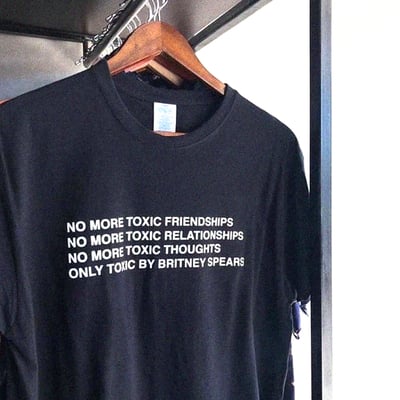 NO MORE TOXIC FRIENDSHIPS
NO MORE TOXIC RELATIONSHIPS
NO MORE TOXIC THOUGHTS
ONLY TOXIC BY BRITNEY SPEARS